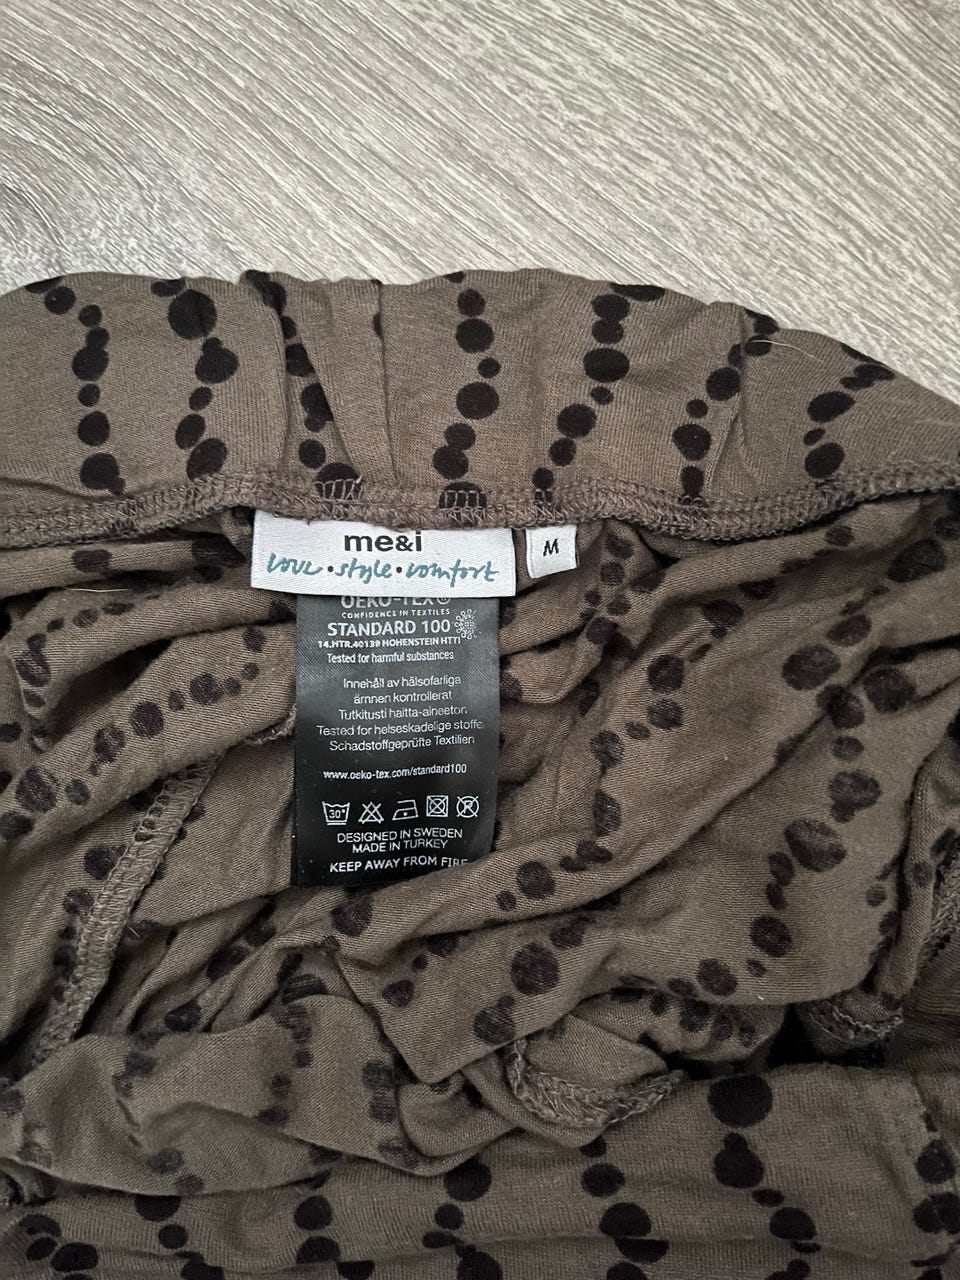 me&i
love • style • comfort
M
OEKO-TEX®
CONFIDENCE IN TEXTILES
STANDARD 100
14.HTR.40139 HOHENSTEIN HTTI
Tested for harmful substances
Innehåll av hälsofarliga
ämnen kontrollerat
Tutkitusti haitta-aineeton
Tested for helseskadelige stoffe
Schadstoffgeprüfte Textilien
www.oeko-tex.com/standard100
30°
DESIGNED IN SWEDEN
MADE IN TURKEY
KEEP AWAY FROM FIRE